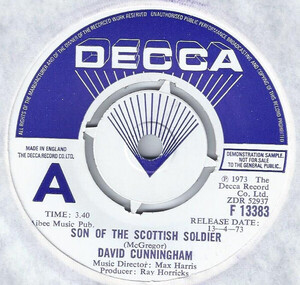 ALL RIGHTS OF THE MANUFACTURER AND OF THE OWNER OF THE RECORDED WORK RESERVED UNAUTHORISED PUBLIC PERFORMANCE BROADCASTING AND COPYING OF THIS RECORD PROHIBITED
DECCA
MADE IN ENGLAND
THE DECCA RECORD CO. LTD.
DEMONSTRATION SAMPLE
NOT FOR SALE
TO THE GENERAL PUBLIC.
A
℗ 1973 The
Decca Record
Co. Ltd.
ZDR 52937
F 13383
TIME: 3.40
RELEASE DATE:
Aibee Music Pub.
13-4-73
SON OF THE SCOTTISH SOLDIER
(McGregor)
DAVID CUNNINGHAM
Music Director: Max Harris
Producer: Ray Horricks